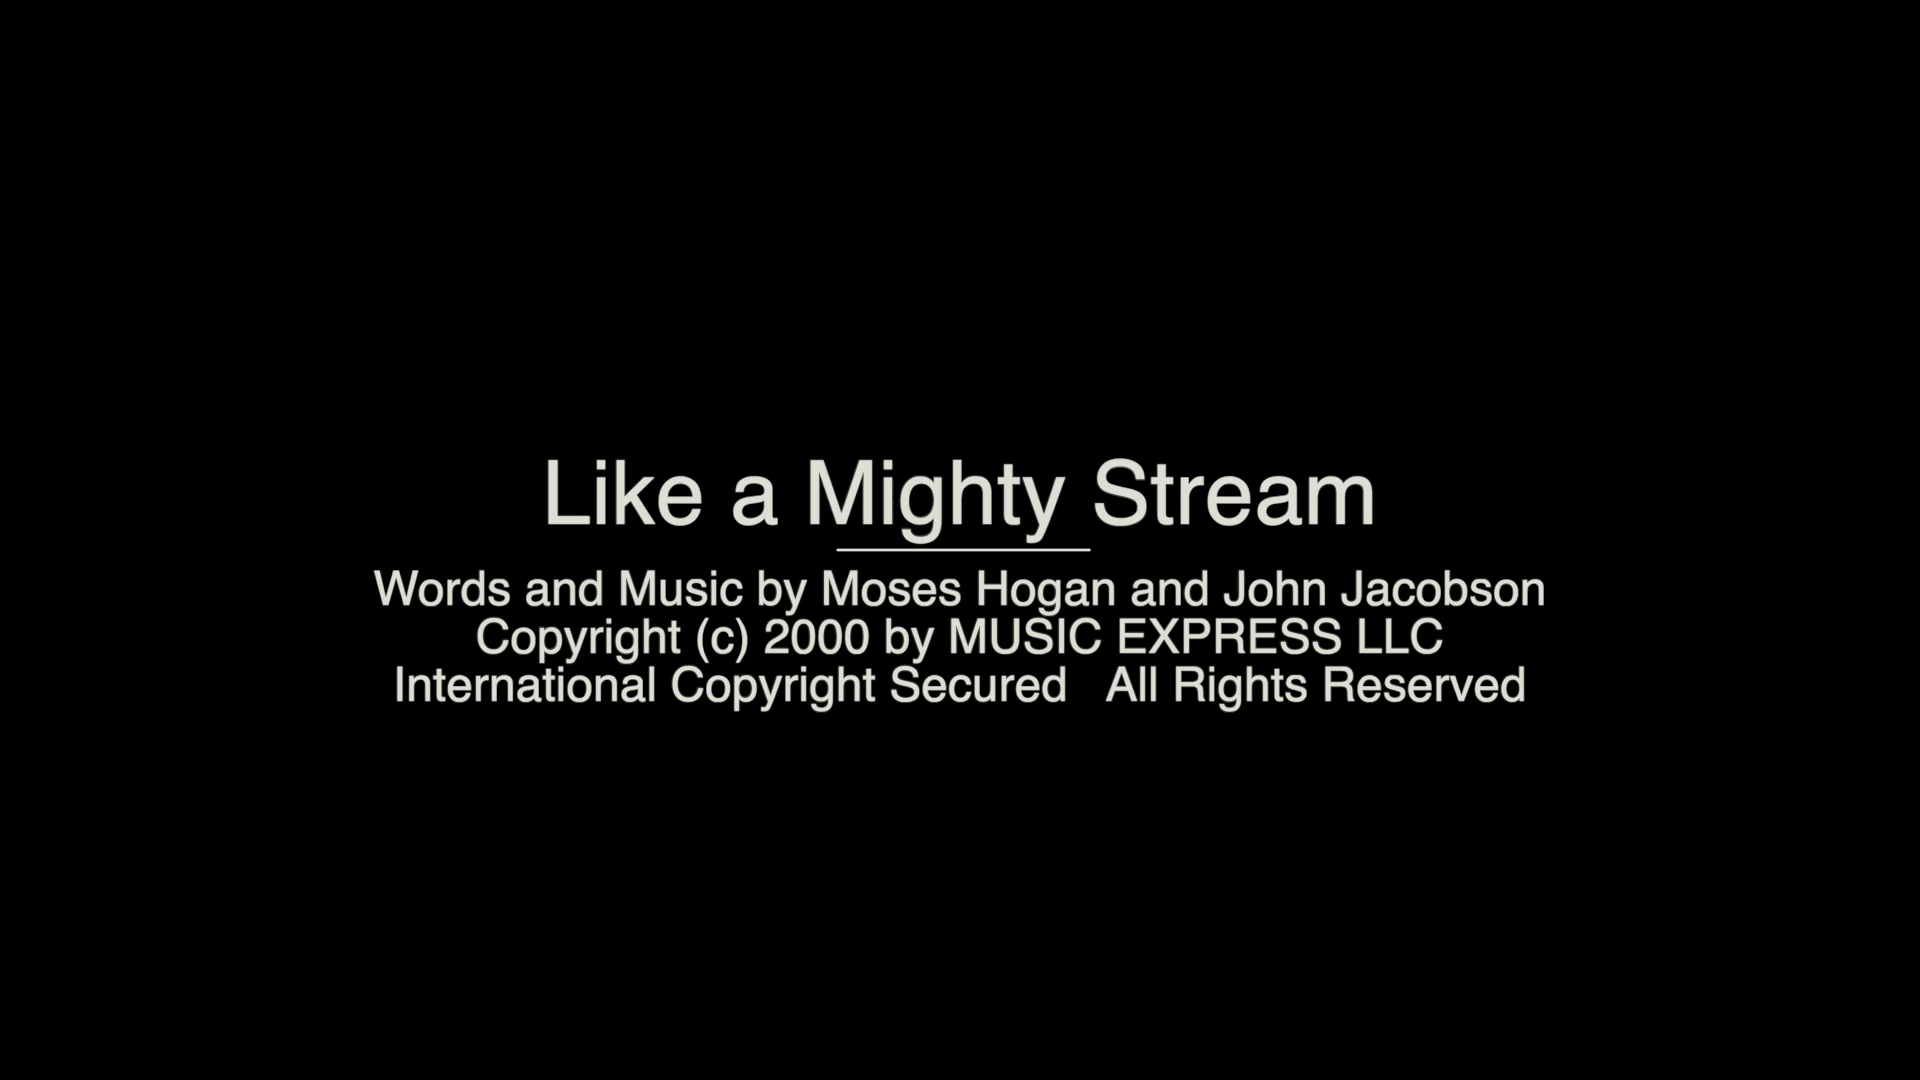 Like a Mighty Stream
Words and Music by Moses Hogan and John Jacobson
Copyright (c) 2000 by MUSIC EXPRESS LLC
International Copyright Secured   All Rights Reserved